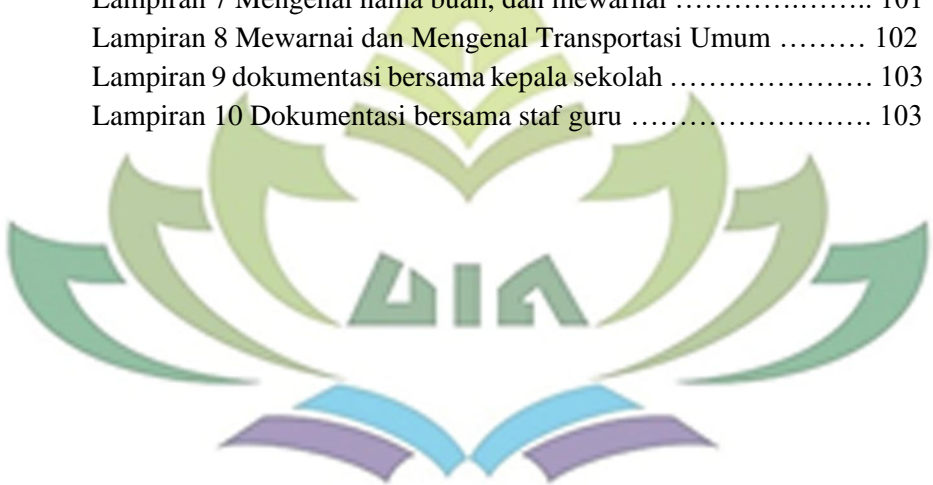 Lampiran 7 Mengenal nama buah, dan mewarnai ………….…….. 101
Lampiran 8 Mewarnai dan Mengenal Transportasi Umum ……… 102
Lampiran 9 dokumentasi bersama kepala sekolah ………………… 103
Lampiran 10 Dokumentasi bersama staf guru ……………………. 103
UIN